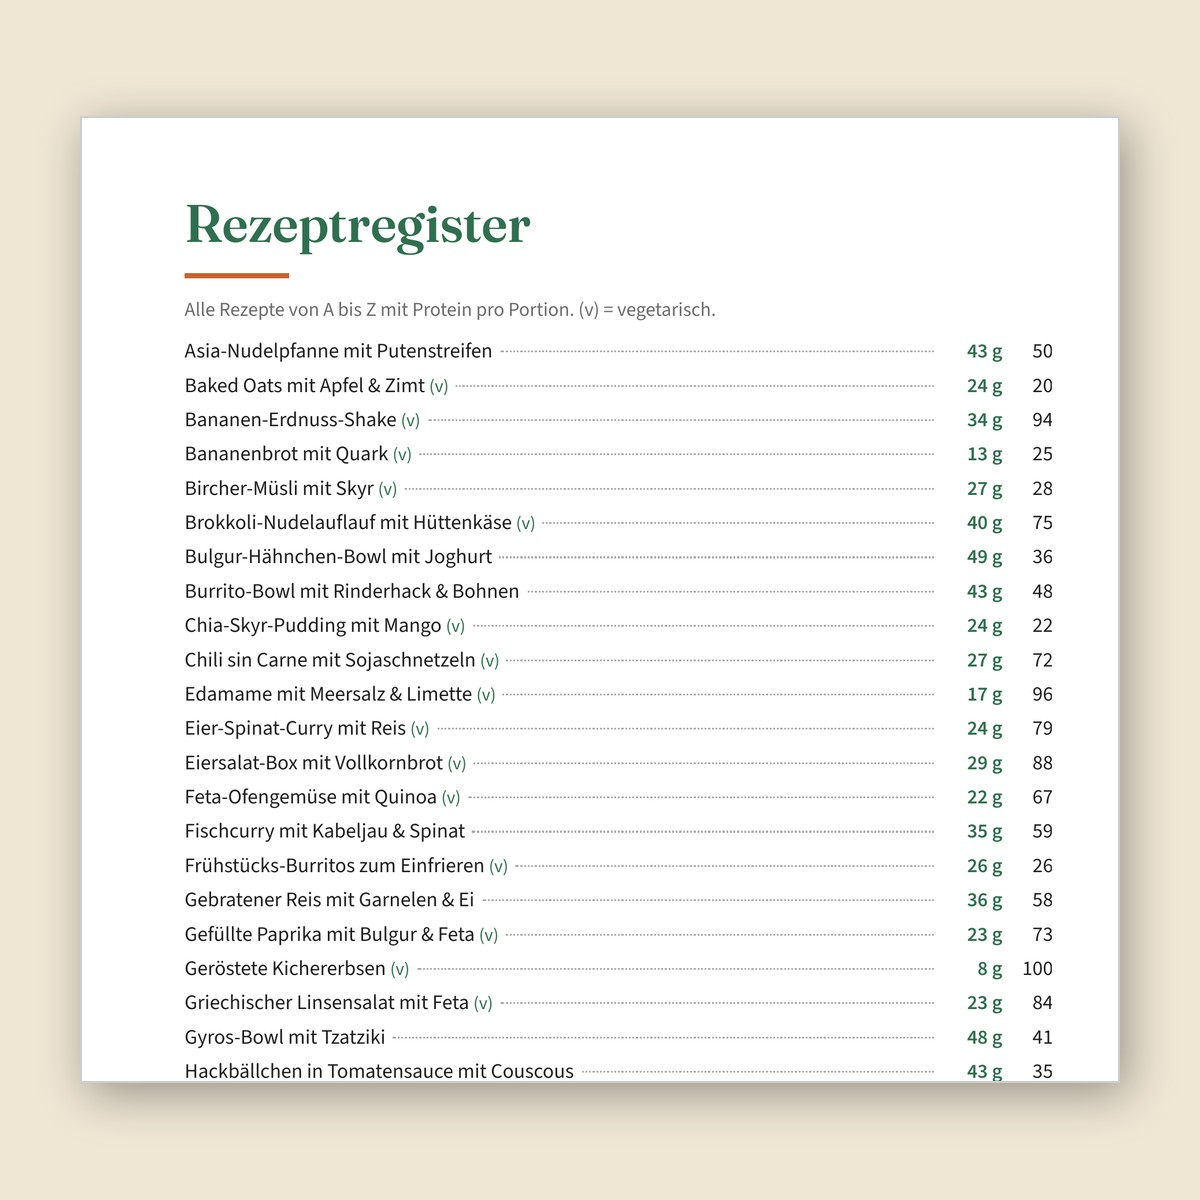 Rezeptregister
Alle Rezepte von A bis Z mit Protein pro Portion. (v) = vegetarisch.
Asia-Nudelpfanne mit Putenstreifen 43 g 50
Baked Oats mit Apfel & Zimt (v) 24 g 20
Bananen-Erdnuss-Shake (v) 34 g 94
Bananenbrot mit Quark (v) 13 g 25
Bircher-Müsli mit Skyr (v) 27 g 28
Brokkoli-Nudelauflauf mit Hüttenkäse (v) 40 g 75
Bulgur-Hähnchen-Bowl mit Joghurt 49 g 36
Burrito-Bowl mit Rinderhack & Bohnen 43 g 48
Chia-Skyr-Pudding mit Mango (v) 24 g 22
Chili sin Carne mit Sojaschnetzeln (v) 27 g 72
Edamame mit Meersalz & Limette (v) 17 g 96
Eier-Spinat-Curry mit Reis (v) 24 g 79
Eiersalat-Box mit Vollkornbrot (v) 29 g 88
Feta-Ofengemüse mit Quinoa (v) 22 g 67
Fischcurry mit Kabeljau & Spinat 35 g 59
Frühstücks-Burritos zum Einfrieren (v) 26 g 26
Gebratener Reis mit Garnelen & Ei 36 g 58
Gefüllte Paprika mit Bulgur & Feta (v) 23 g 73
Geröstete Kichererbsen (v) 8 g 100
Griechischer Linsensalat mit Feta (v) 23 g 84
Gyros-Bowl mit Tzatziki 48 g 41
Hackbällchen in Tomatensauce mit Couscous 43 g 35